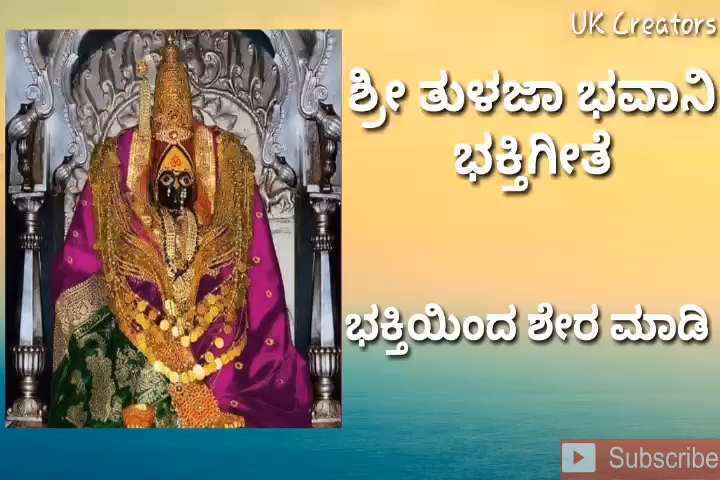 UK Creators
ಶ್ರೀ ತುಳಜಾ ಭವಾನಿ
ಭಕ್ತಿಗೀತೆ
ಭಕ್ತಿಯಿಂದ ಶೇರ ಮಾಡಿ
Subscribe